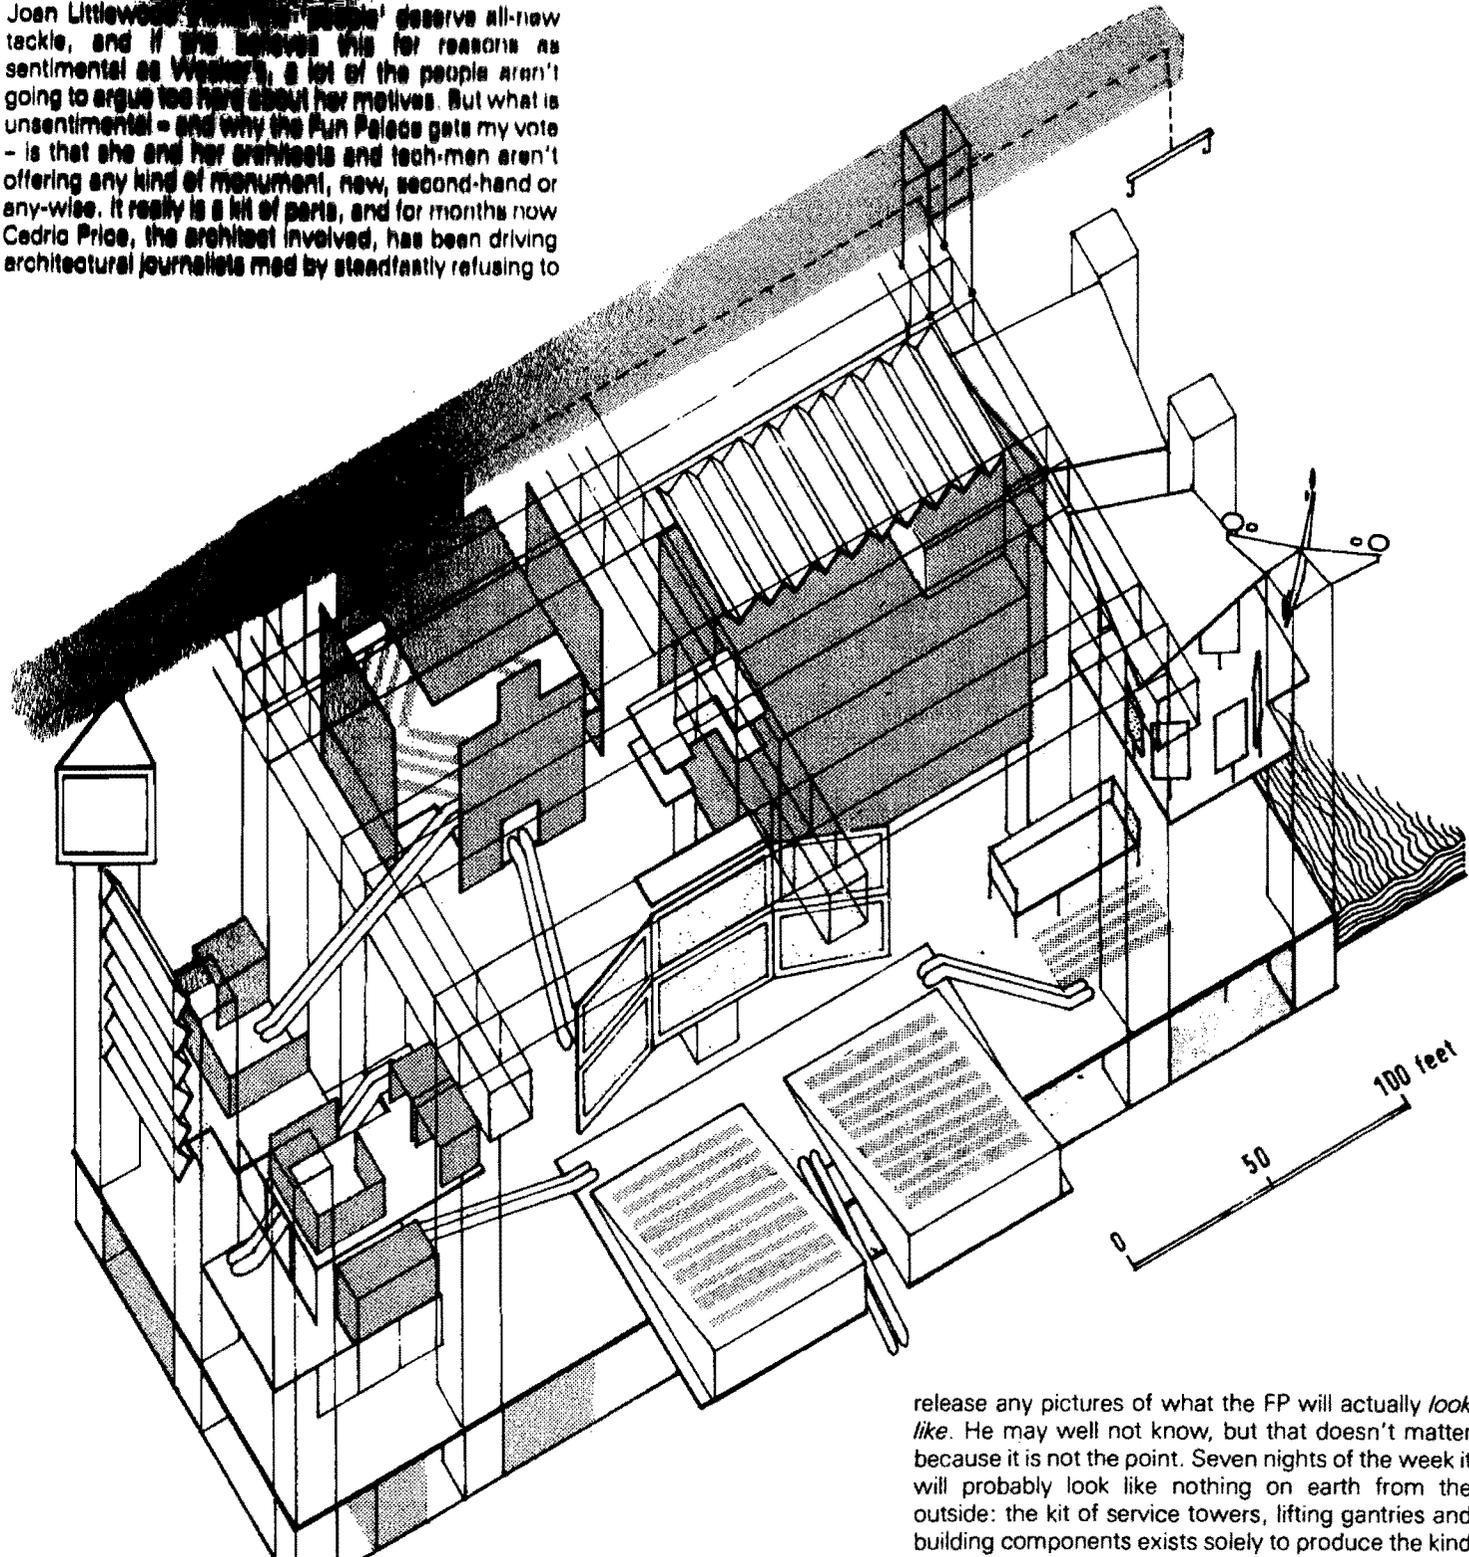 Joan Littlewood 'people' deserve all-new
tackle, and if she believes this for reasons as
sentimental as Wesker's, a lot of the people aren't
going to argue too hard about her motives. But what is
unsentimental – and why the Fun Palace gets my vote
– is that she and her architects and tech-men aren't
offering any kind of monument, new, second-hand or
any-wise. It really is a kit of parts, and for months now
Cedric Price, the architect involved, has been driving
architectural journalists mad by steadfastly refusing to
100 feet
50
0
release any pictures of what the FP will actually look
like. He may well not know, but that doesn't matter
because it is not the point. Seven nights of the week it
will probably look like nothing on earth from the
outside: the kit of service towers, lifting gantries and
building components exists solely to produce the kind